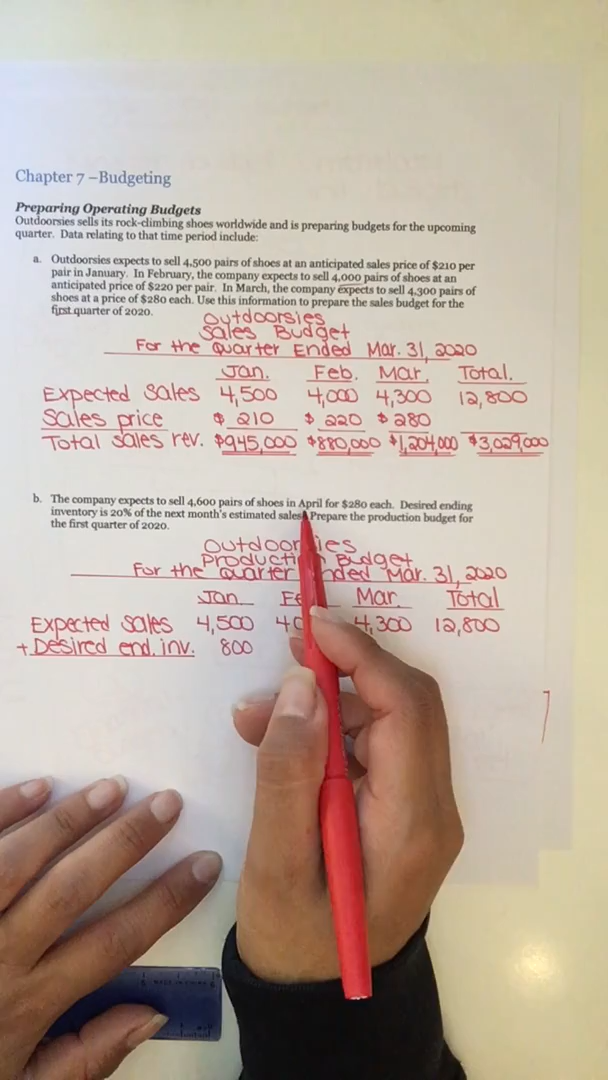 Chapter 7 –Budgeting
Preparing Operating Budgets
Outdoorsies sells its rock-climbing shoes worldwide and is preparing budgets for the upcoming
quarter. Data relating to that time period include:
a. Outdoorsies expects to sell 4,500 pairs of shoes at an anticipated sales price of $210 per
pair in January. In February, the company expects to sell 4,000 pairs of shoes at an
anticipated price of $220 per pair. In March, the company expects to sell 4,300 pairs of
shoes at a price of $280 each. Use this information to prepare the sales budget for the
first quarter of 2020.
Outdoorsies
Sales Budget
For the Quarter Ended Mar. 31, 2020
Jan. Feb. Mar. Total.
Expected Sales 4,500 4,000 4,300 12,800
Sales price $ 210 $ 220 $ 280
Total sales rev. $945,000 $880,000 $1,204,000 $3,029,000
b. The company expects to sell 4,600 pairs of shoes in April for $280 each. Desired ending
inventory is 20% of the next month's estimated sales. Prepare the production budget for
the first quarter of 2020.
Outdoorsies
Production Budget
For the Quarter Ended Mar. 31, 2020
Jan. Mar. Total
Expected Sales 4,500 4,300 12,800
+Desired end. inv. 800